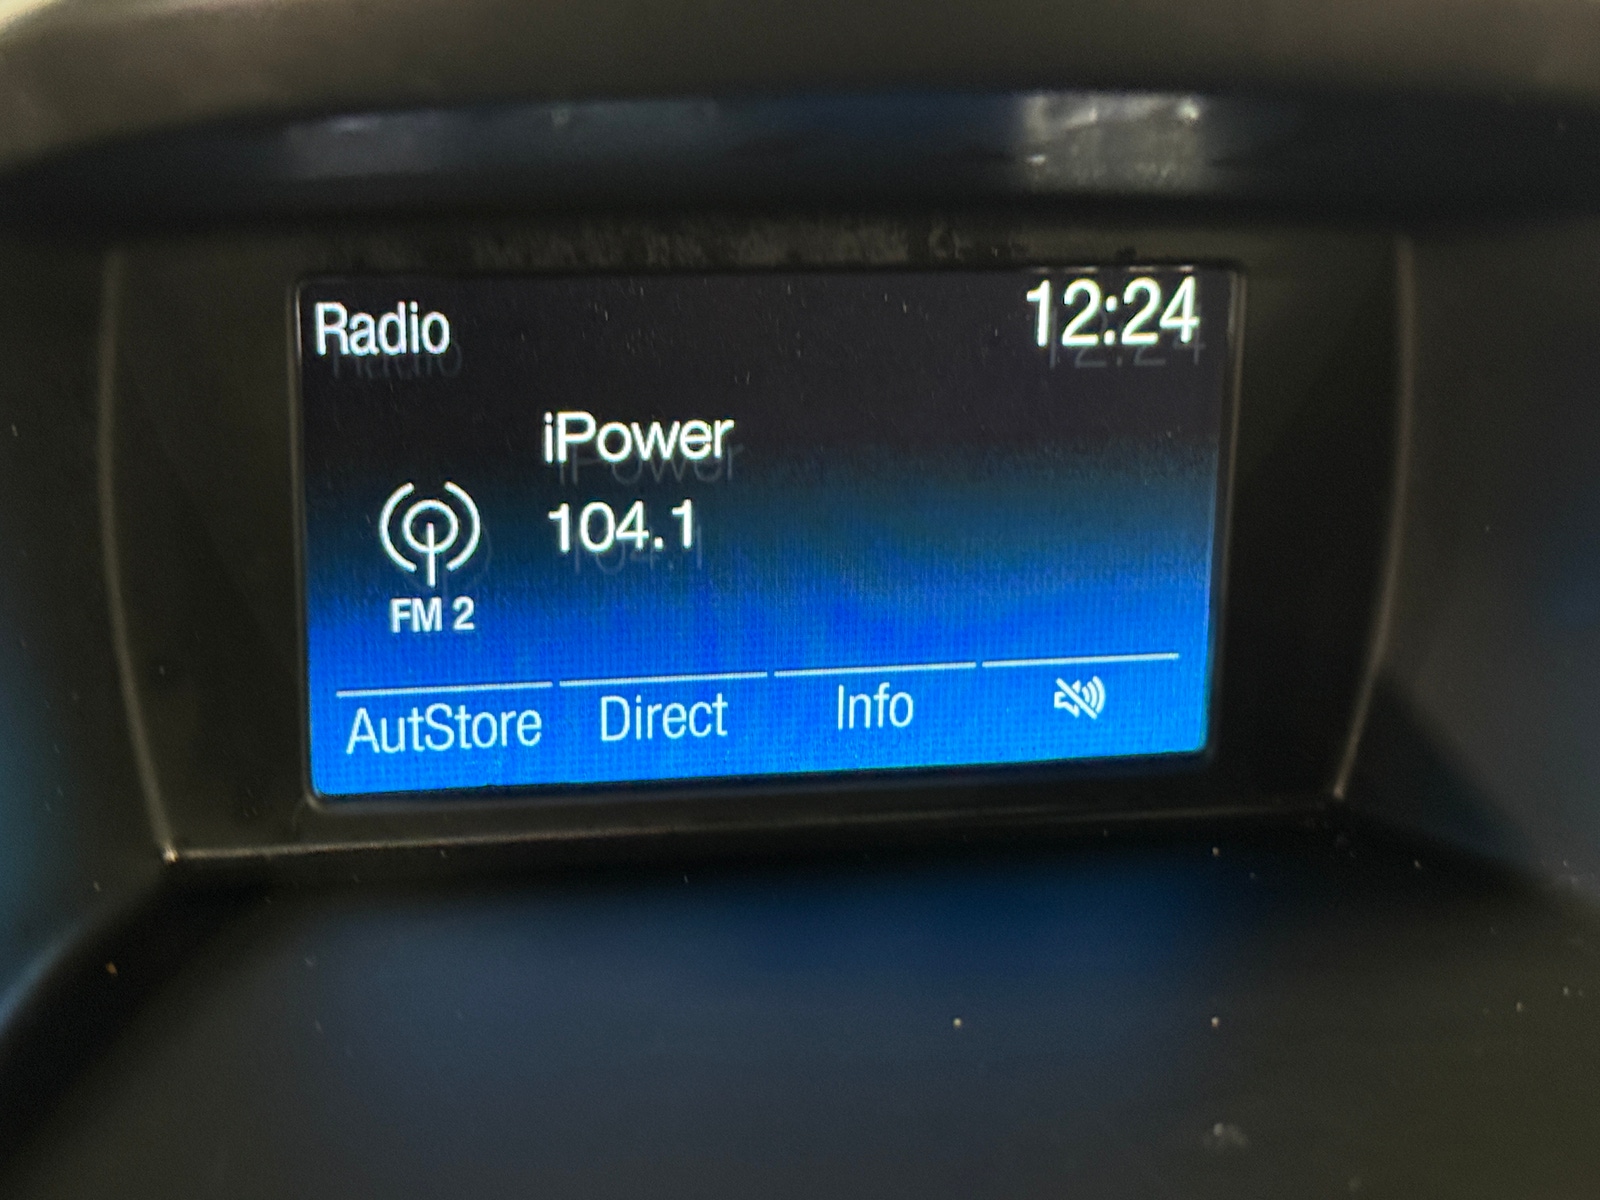 Radio
12:24
iPower
104.1
FM 2
AutStore
Direct
Info